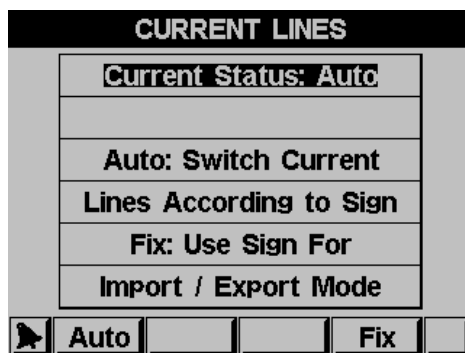 CURRENT LINES
Current Status: Auto
Auto: Switch Current
Lines According to Sign
Fix: Use Sign For
Import / Export Mode
Auto Fix